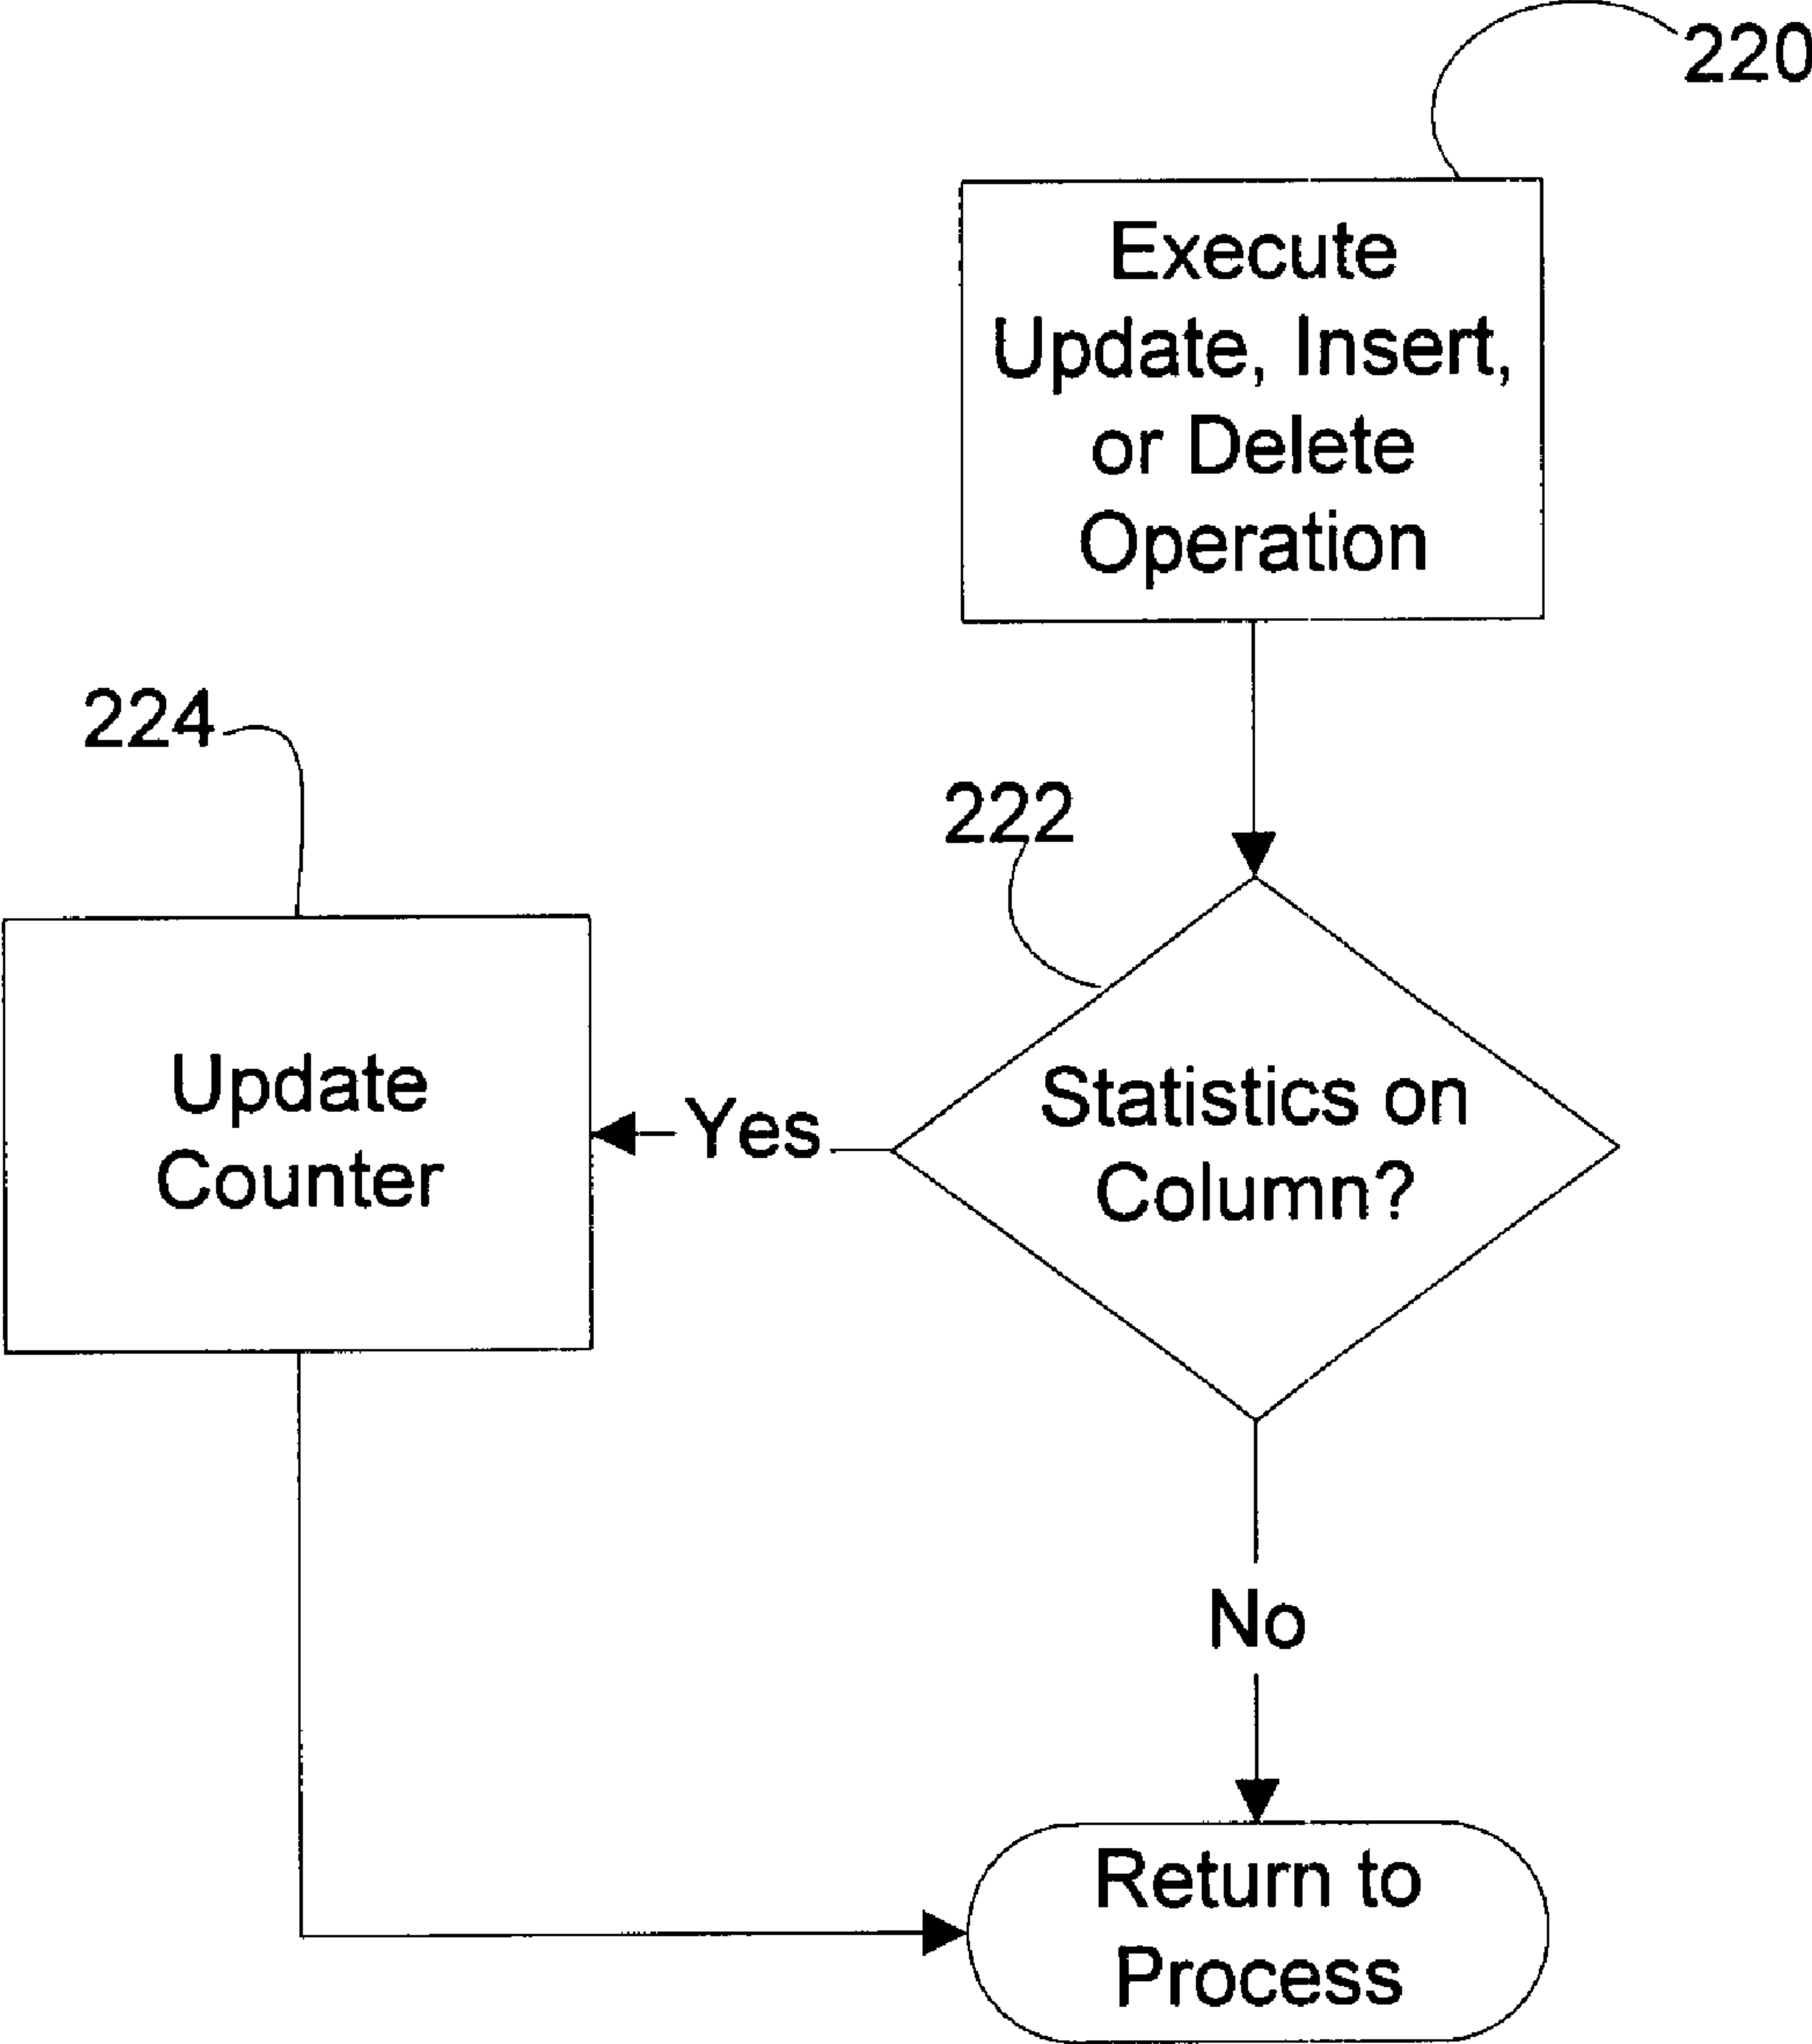 220
Execute
Update, Insert,
or Delete
Operation
224
222
Statistics on
Column?
Yes
Update
Counter
No
Return to
Process